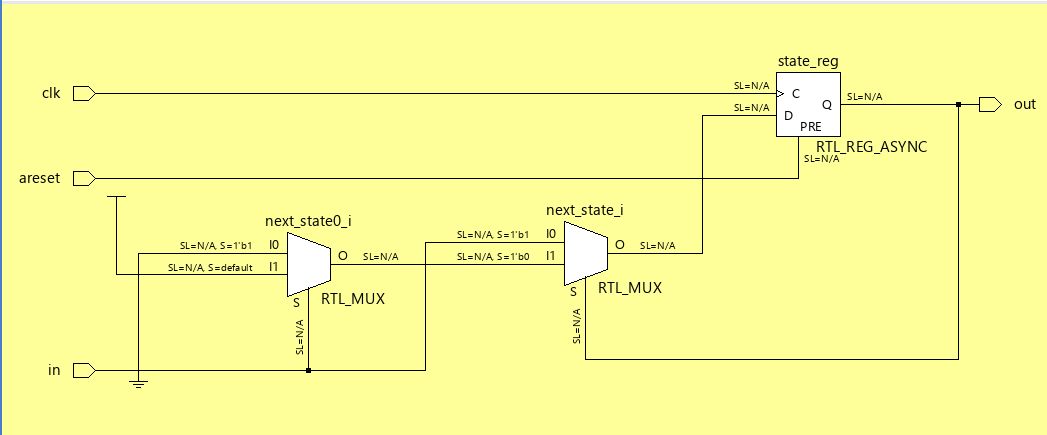 state_reg
clk
SL=N/A
C
SL=N/A
D
Q
SL=N/A
out
PRE
RTL_REG_ASYNC
SL=N/A
areset
next_state0_i
SL=N/A, S=1'b1
I0
SL=N/A, S=default
I1
O
SL=N/A
S
RTL_MUX
SL=N/A
next_state_i
SL=N/A, S=1'b1
I0
SL=N/A, S=1'b0
I1
O
SL=N/A
S
RTL_MUX
SL=N/A
in